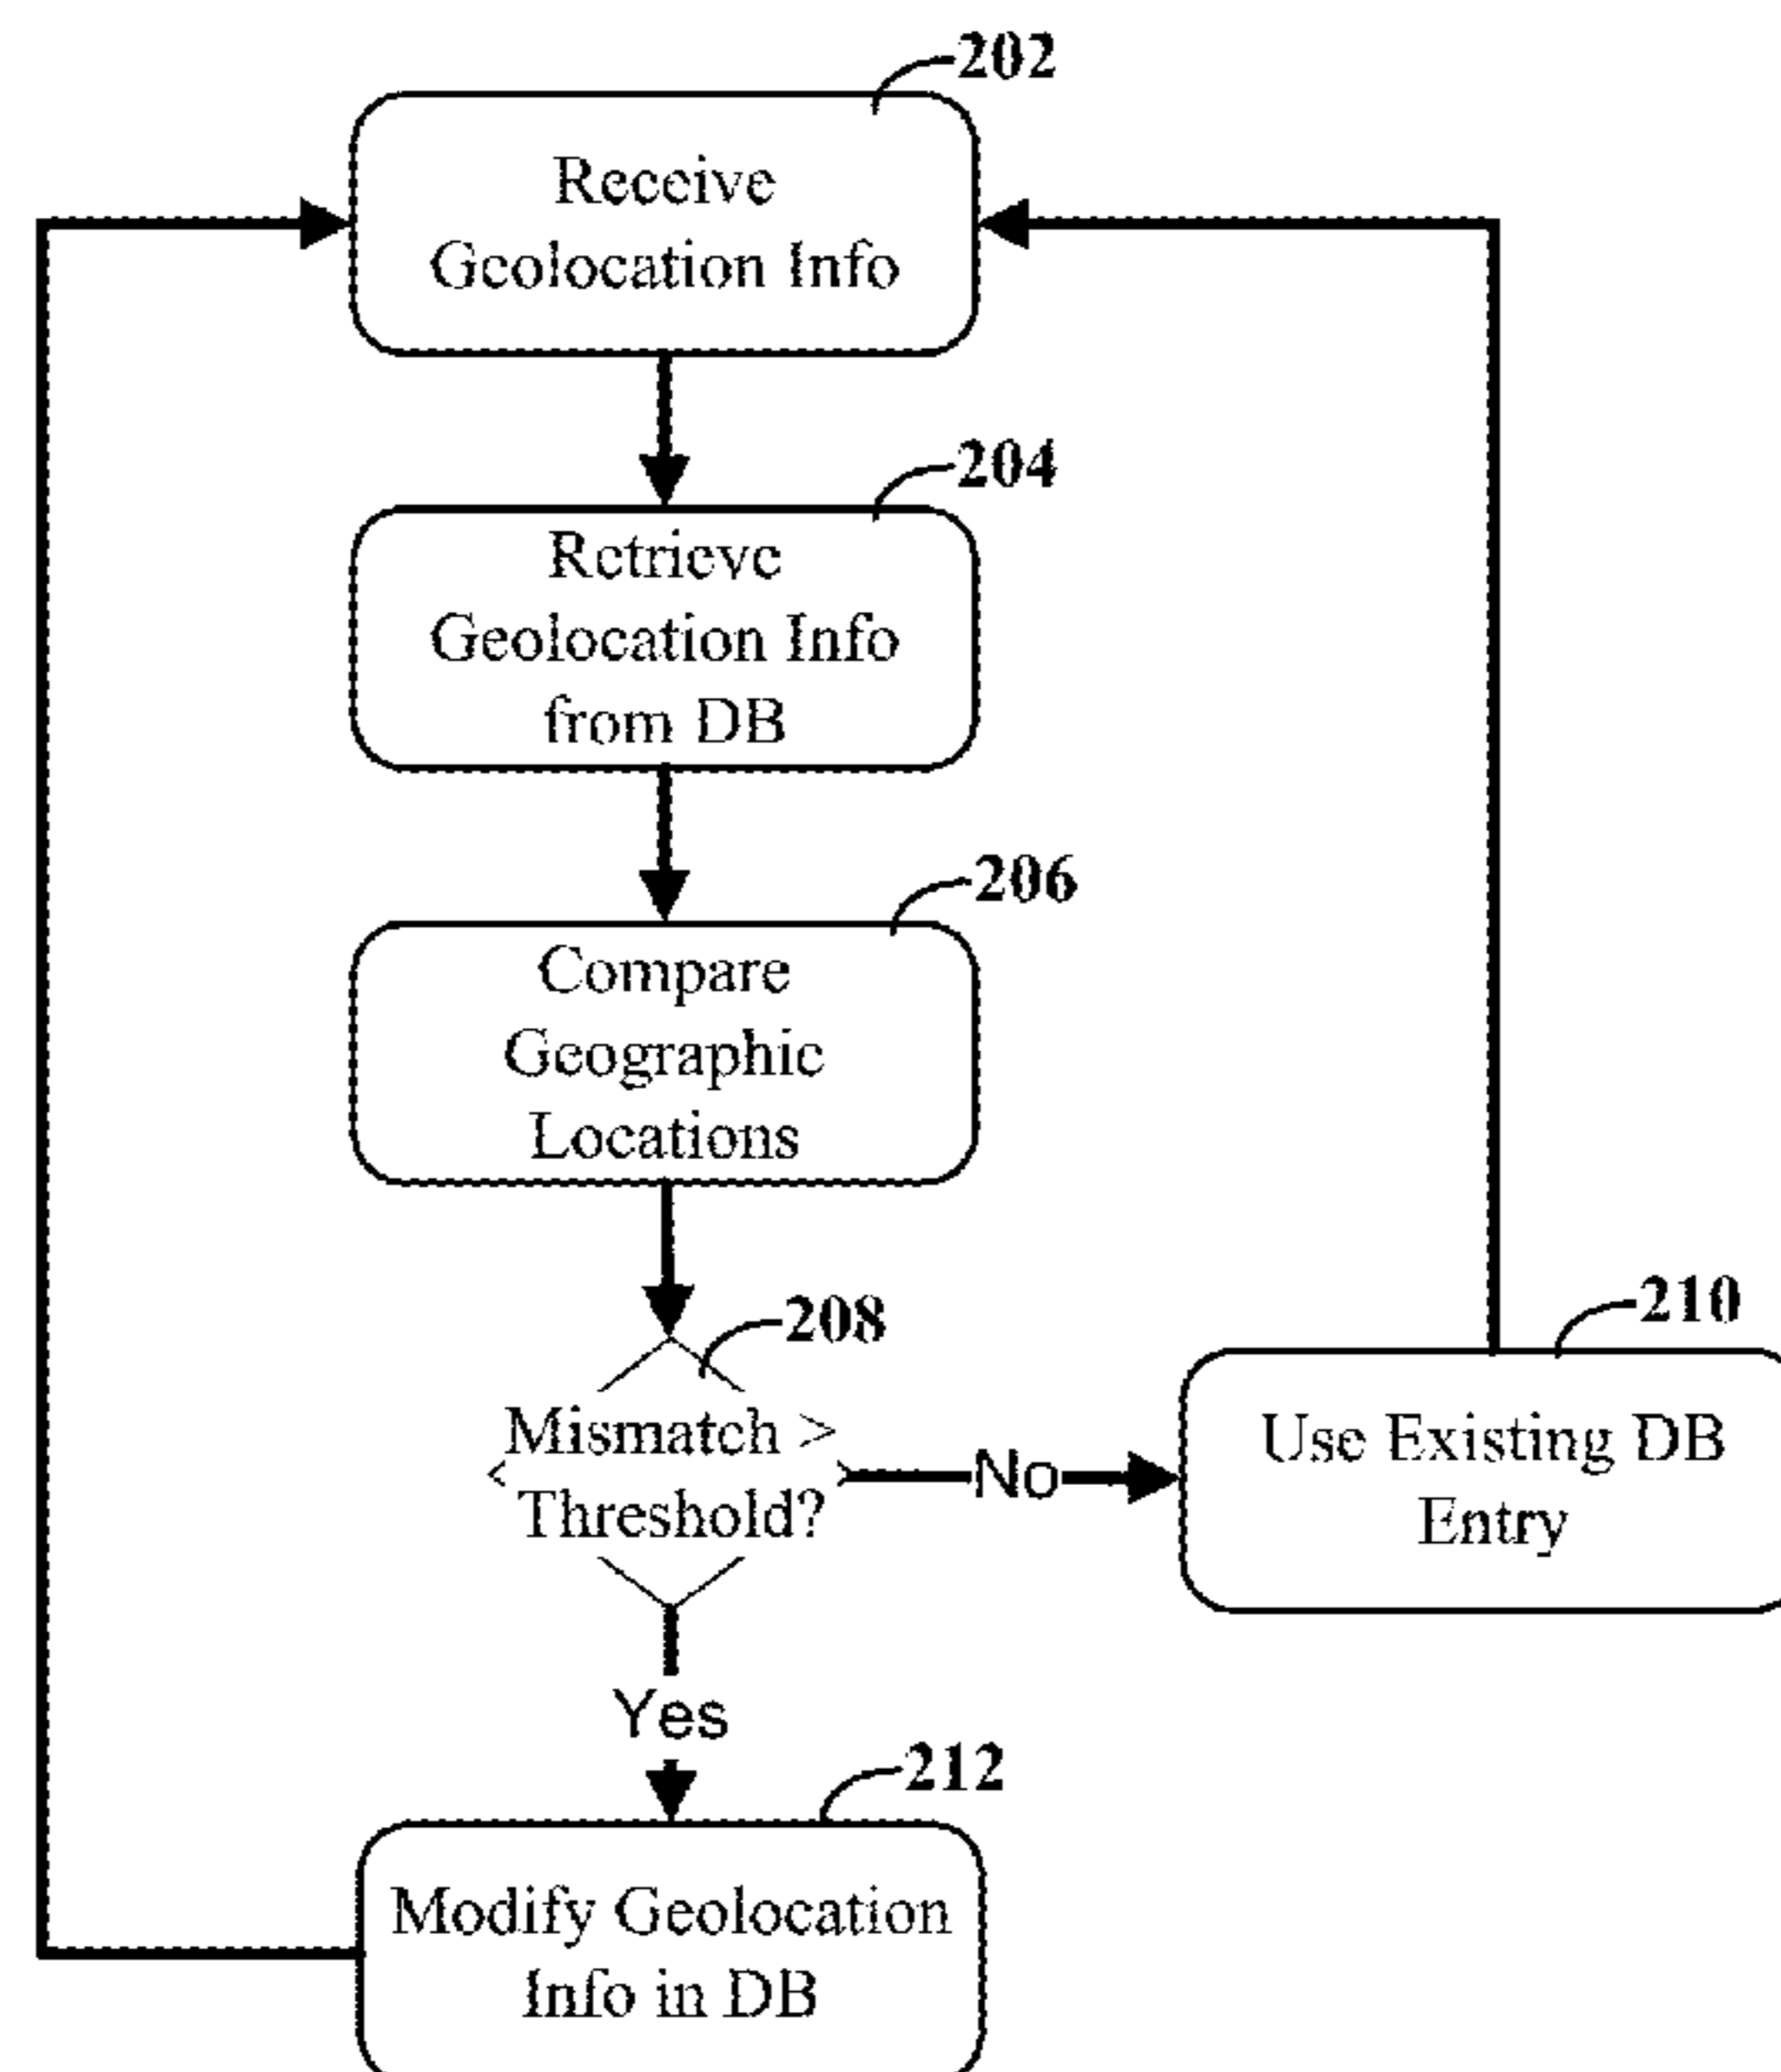 202
Receive
Geolocation Info
204
Retrieve
Geolocation Info
from DB
206
Compare
Geographic
Locations
208
Mismatch >
Threshold?
No
210
Use Existing DB
Entry
Yes
212
Modify Geolocation
Info in DB